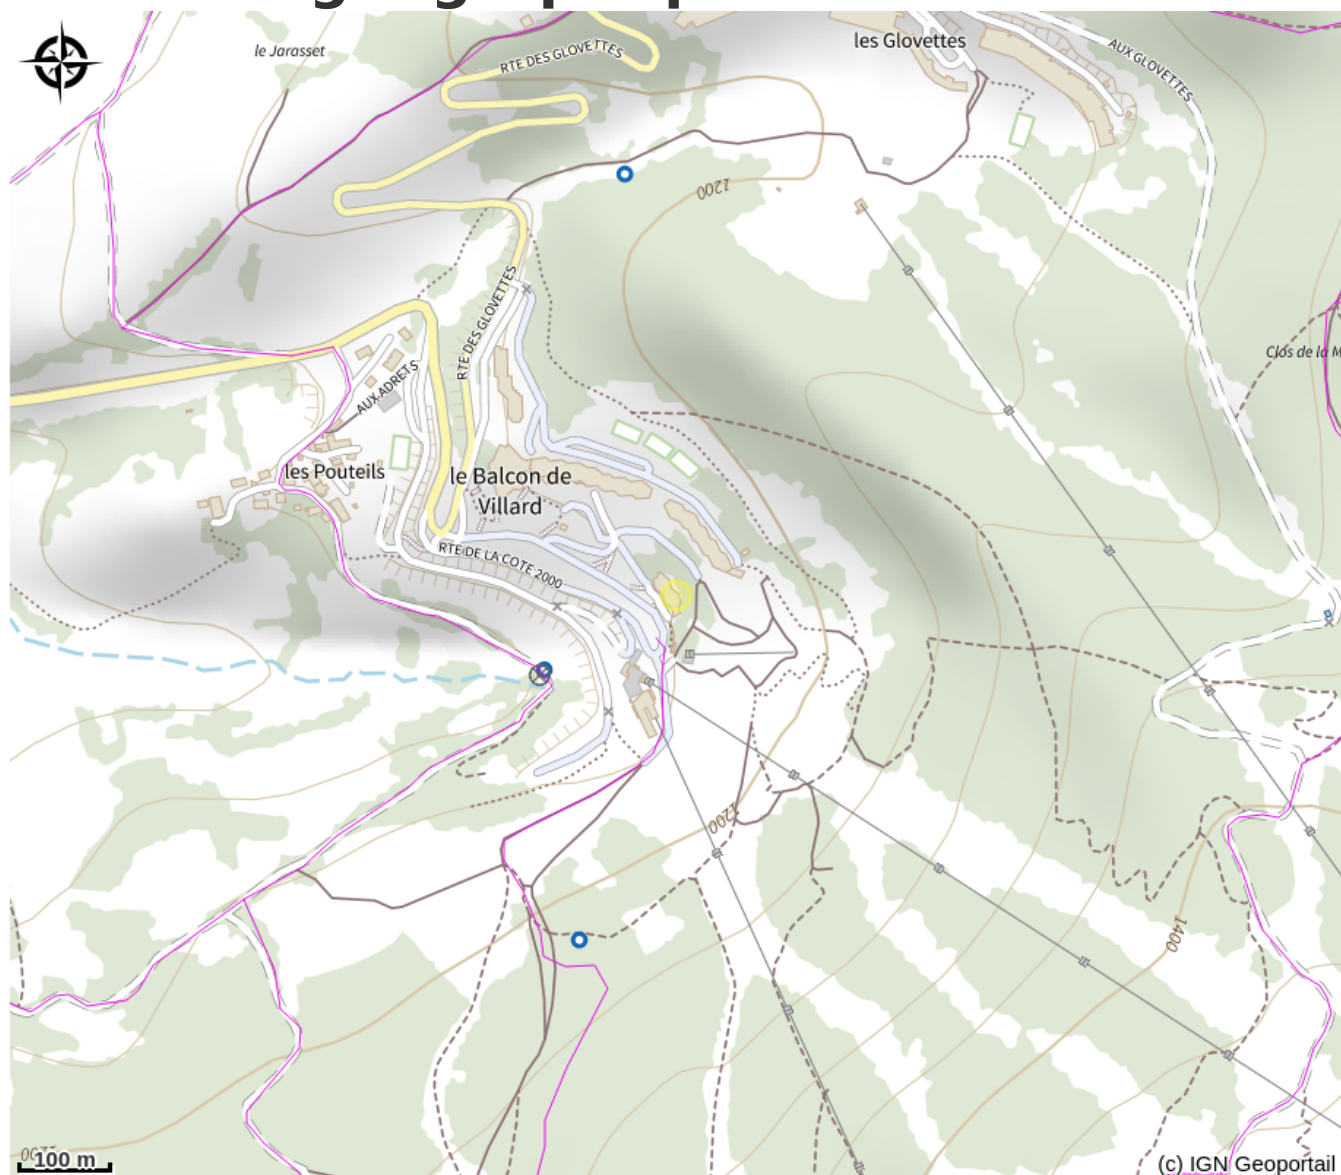 le Jarasset
RTE DES GLOVETTES
les Glovettes
AUX GLOVETTES
1200
RTE DES GLOVETTES
Clos de la M
AUX ADRETS
les Pouteils
le Balcon de
Villard
RTE DE LA COTE 2000
1200
1400
100 m
(c) IGN Geoportail